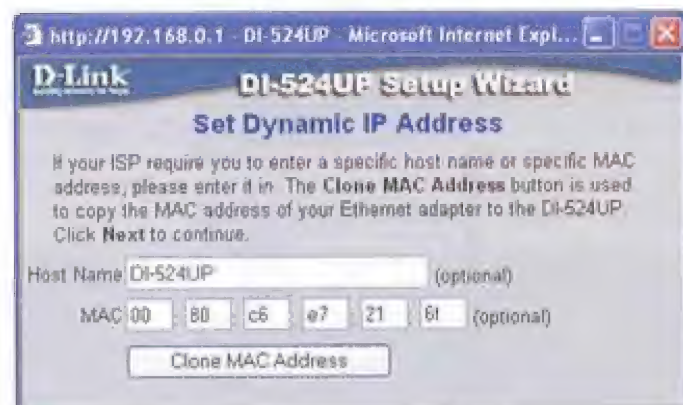 http://192.168.0.1 - DI-524UP - Microsoft Internet Expl...
D-Link
Building Networks for People
DI-524UP Setup Wizard
Set Dynamic IP Address
If your ISP require you to enter a specific host name or specific MAC
address, please enter it in. The Clone MAC Address button is used
to copy the MAC address of your Ethernet adapter to the DI-524UP.
Click Next to continue.
Host Name DI-524UP (optional)
MAC 00 : 80 : c6 : e7 : 21 : 6f (optional)
Clone MAC Address